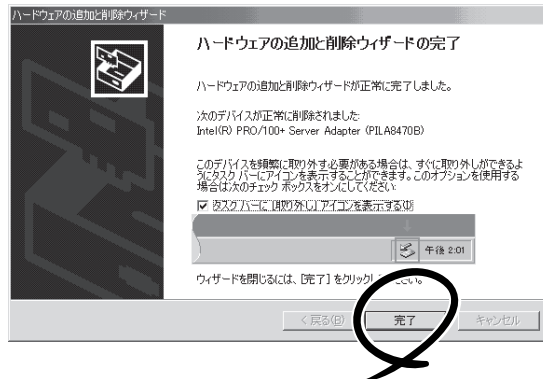 ハードウェアの追加と削除ウィザード
ハードウェアの追加と削除ウィザードの完了
ハードウェアの追加と削除ウィザードが正常に完了しました。
次のデバイスが正常に削除されました:
Intel(R) PRO/100+ Server Adapter (PILA8470B)
このデバイスを頻繁に取り外す必要がある場合は、すぐに取り外しができるよ
うにタスク バーにアイコンを表示することができます。このオプションを使用する
場合は次のチェック ボックスをオンにしてください:
タスク バーに [取り外し] アイコンを表示する(U)
午後 2:01
ウィザードを閉じるには、[完了] をクリックし
ください。
< 戻る(B)
完了
キャンセル